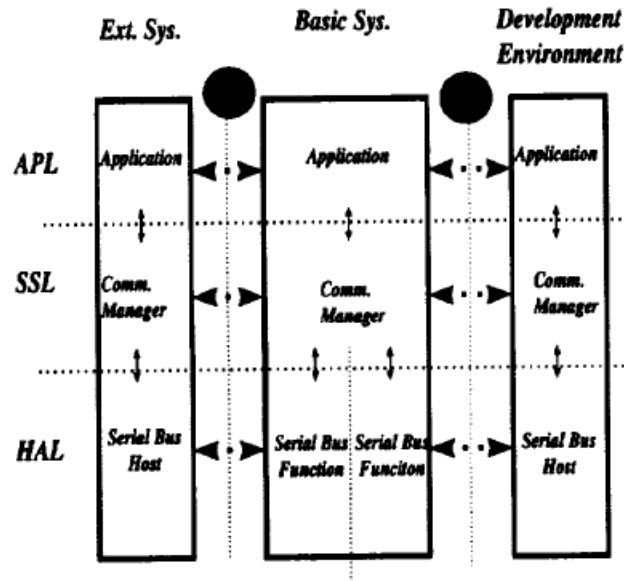 Ext. Sys.
Basic Sys.
Development
Environment
APL
Application
Application
Application
SSL
Comm.
Manager
Comm.
Manager
Comm.
Manager
HAL
Serial Bus
Host
Serial Bus
Function
Serial Bus
Funciton
Serial Bus
Host